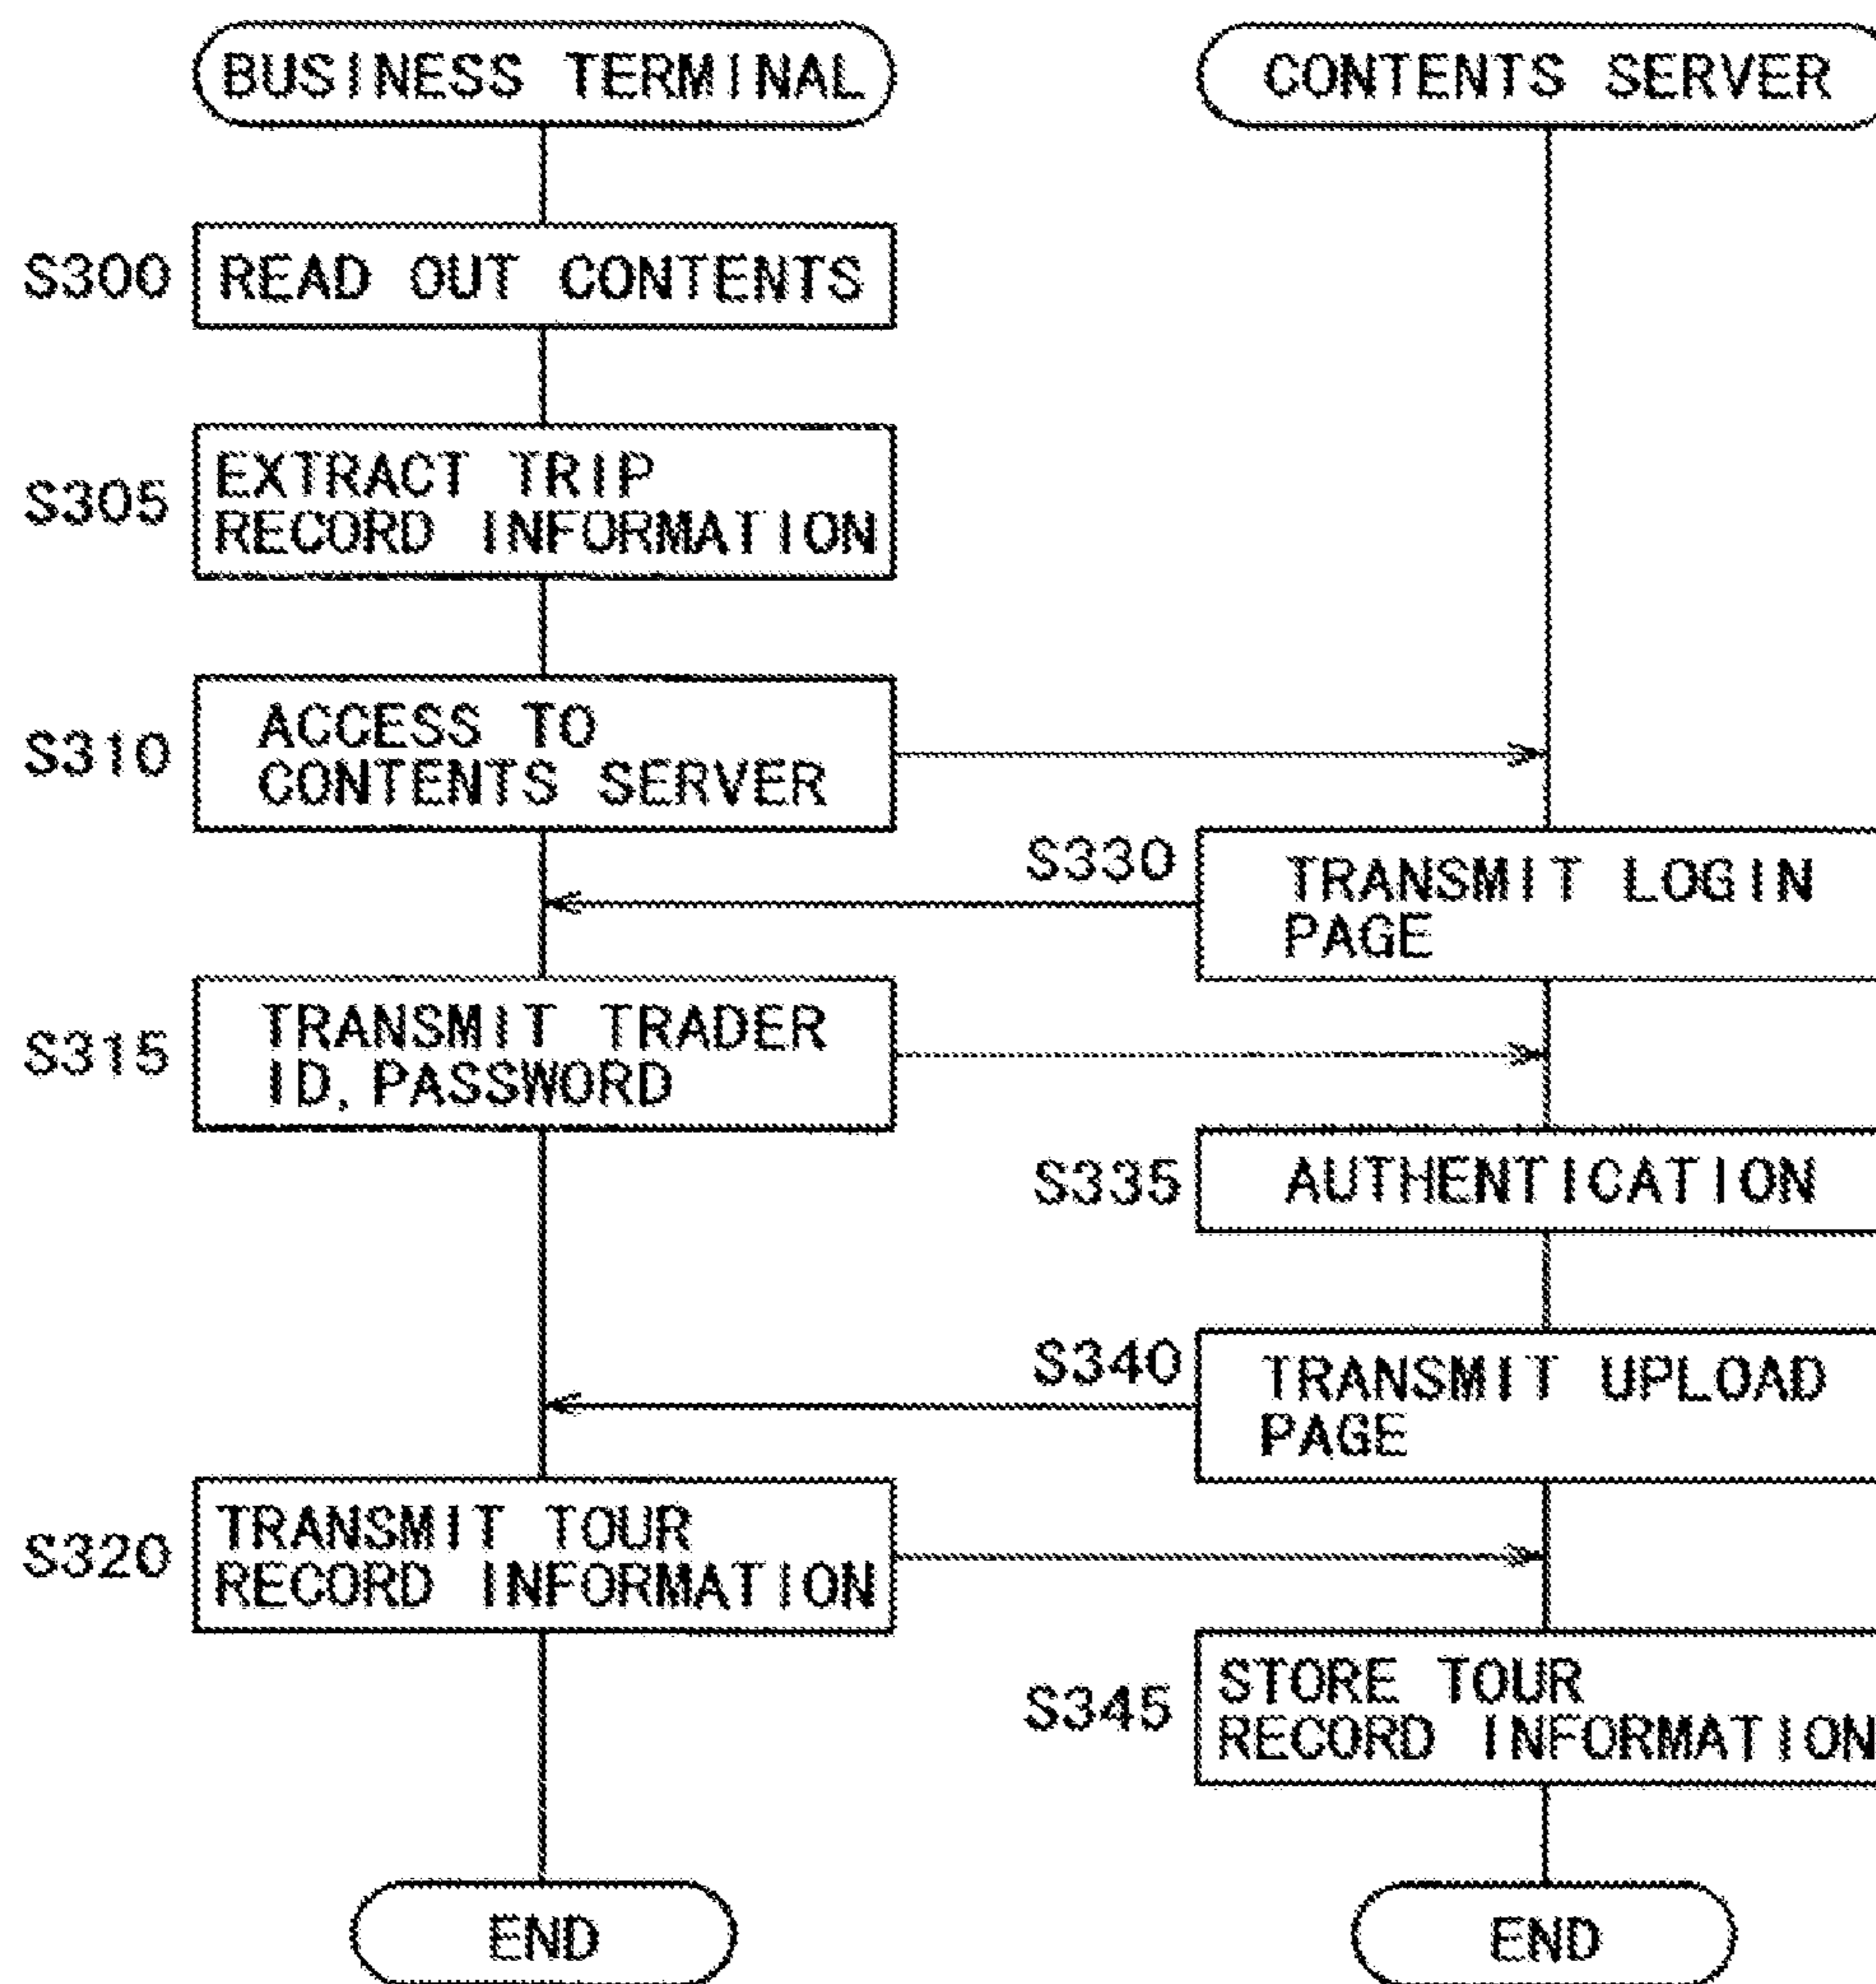 BUSINESS TERMINAL
CONTENTS SERVER
S300
READ OUT CONTENTS
S305
EXTRACT TRIP
RECORD INFORMATION
S310
ACCESS TO
CONTENTS SERVER
S330
TRANSMIT LOGIN
PAGE
S315
TRANSMIT TRADER
ID, PASSWORD
S335
AUTHENTICATION
S340
TRANSMIT UPLOAD
PAGE
S320
TRANSMIT TOUR
RECORD INFORMATION
S345
STORE TOUR
RECORD INFORMATION
END
END